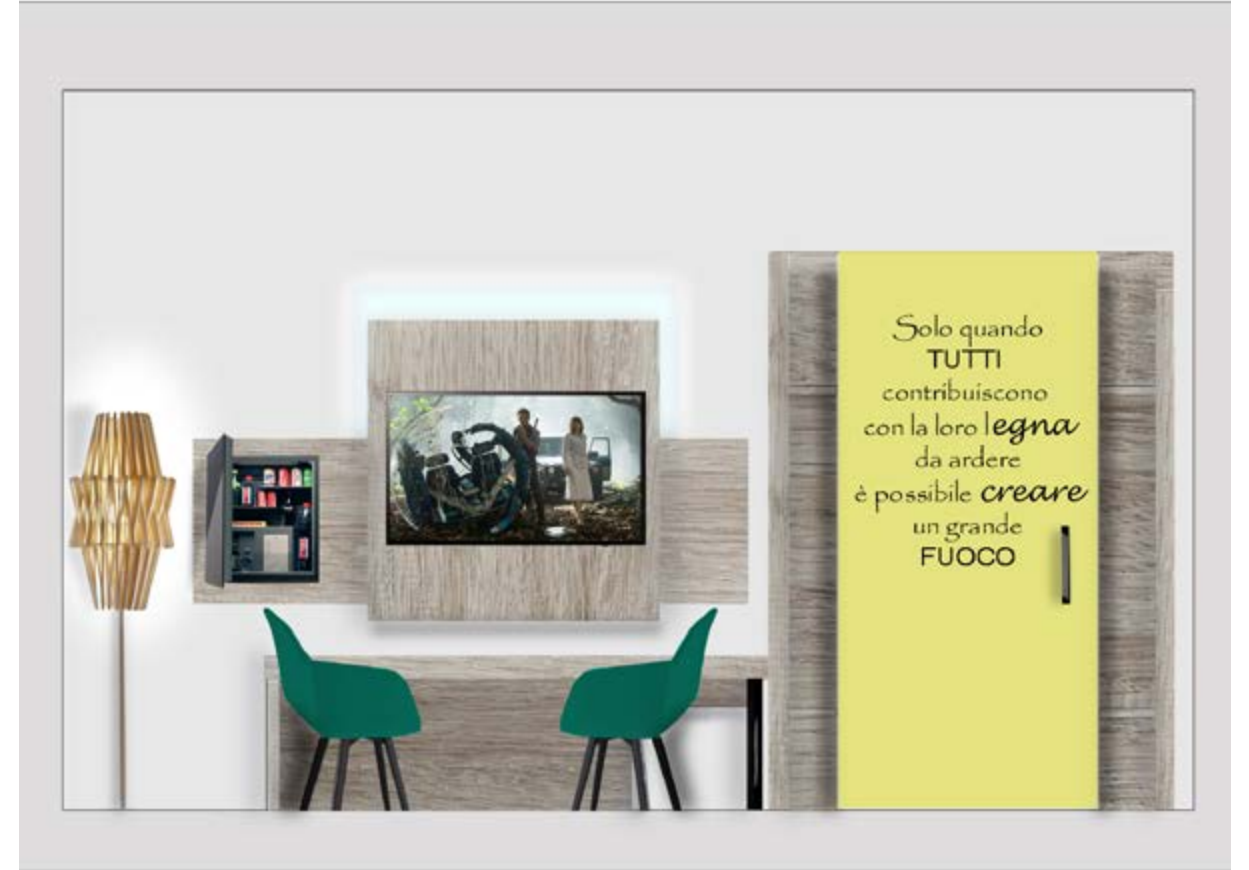 Solo quando
TUTTI
contribuiscono
con la loro legna
da ardere
è possibile creare
un grande
FUOCO